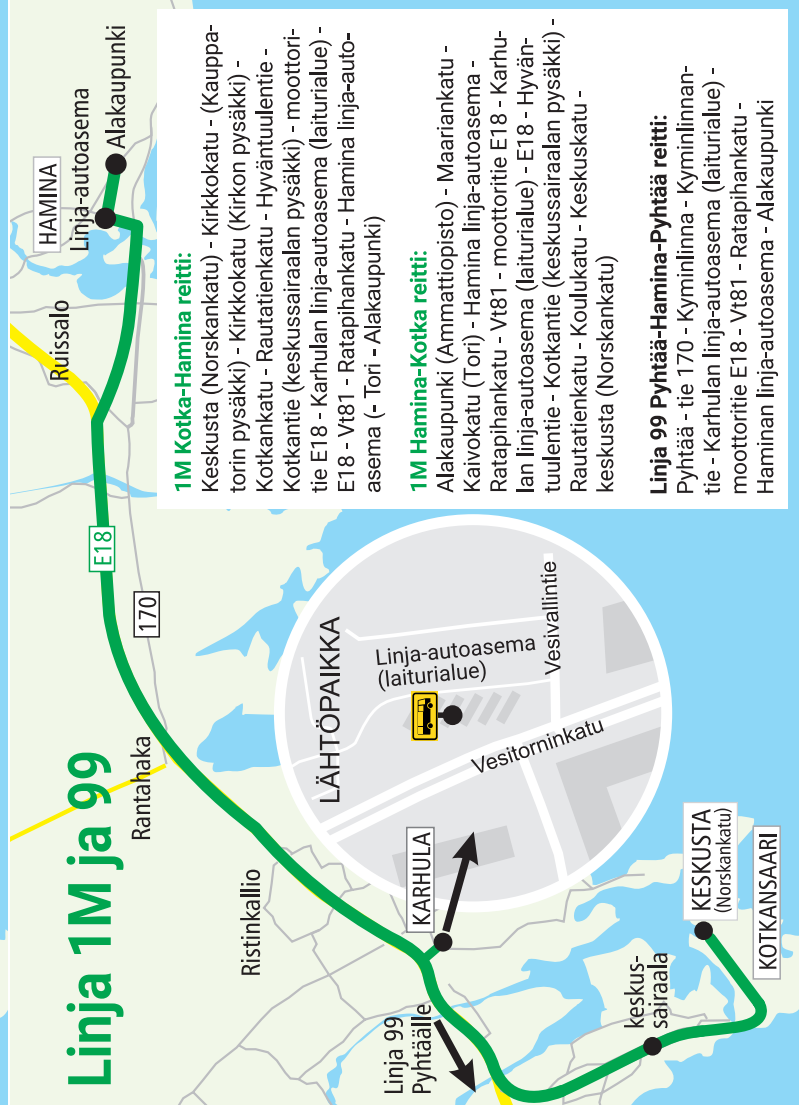 Linja 1M ja 99
HAMINA
Linja-autoasema
Alakaupunki
Ruissalo
E18
170
Rantahaka
Ristinkallio
KARHULA
Linja 99
Pyhtäälle
keskus-
sairaala
KESKUSTA
(Norskankatu)
KOTKANSAARI
LÄHTÖPAIKKA
Linja-autoasema
(laiturialue)
Vesivallintie
Vesitorninkatu
1M Kotka-Hamina reitti:
Keskusta (Norskankatu) - Kirkkokatu - (Kauppa-
torin pysäkki) - Kirkkokatu (Kirkon pysäkki) -
Kotkankatu - Rautatienkatu - Hyväntuulentie -
Kotkantie (keskussairaalan pysäkki) - moottori-
tie E18 - Karhulan linja-autoasema (laiturialue) -
E18 - Vt81 - Ratapihankatu - Hamina linja-auto-
asema (- Tori - Alakaupunki)
1M Hamina-Kotka reitti:
Alakaupunki (Ammattiopisto) - Maariankatu -
Kaivokatu (Tori) - Hamina linja-autoasema -
Ratapihankatu - Vt81 - moottoritie E18 - Karhu-
lan linja-autoasema (laiturialue) - E18 - Hyvän-
tuulentie - Kotkantie (keskussairaalan pysäkki) -
Rautatienkatu - Koulukatu - Keskuskatu -
keskusta (Norskankatu)
Linja 99 Pyhtää-Hamina-Pyhtää reitti:
Pyhtää - tie 170 - Kyminlinna - Kyminlinnan-
tie - Karhulan linja-autoasema (laiturialue) -
moottoritie E18 - Vt81 - Ratapihankatu -
Haminan linja-autoasema - Alakaupunki